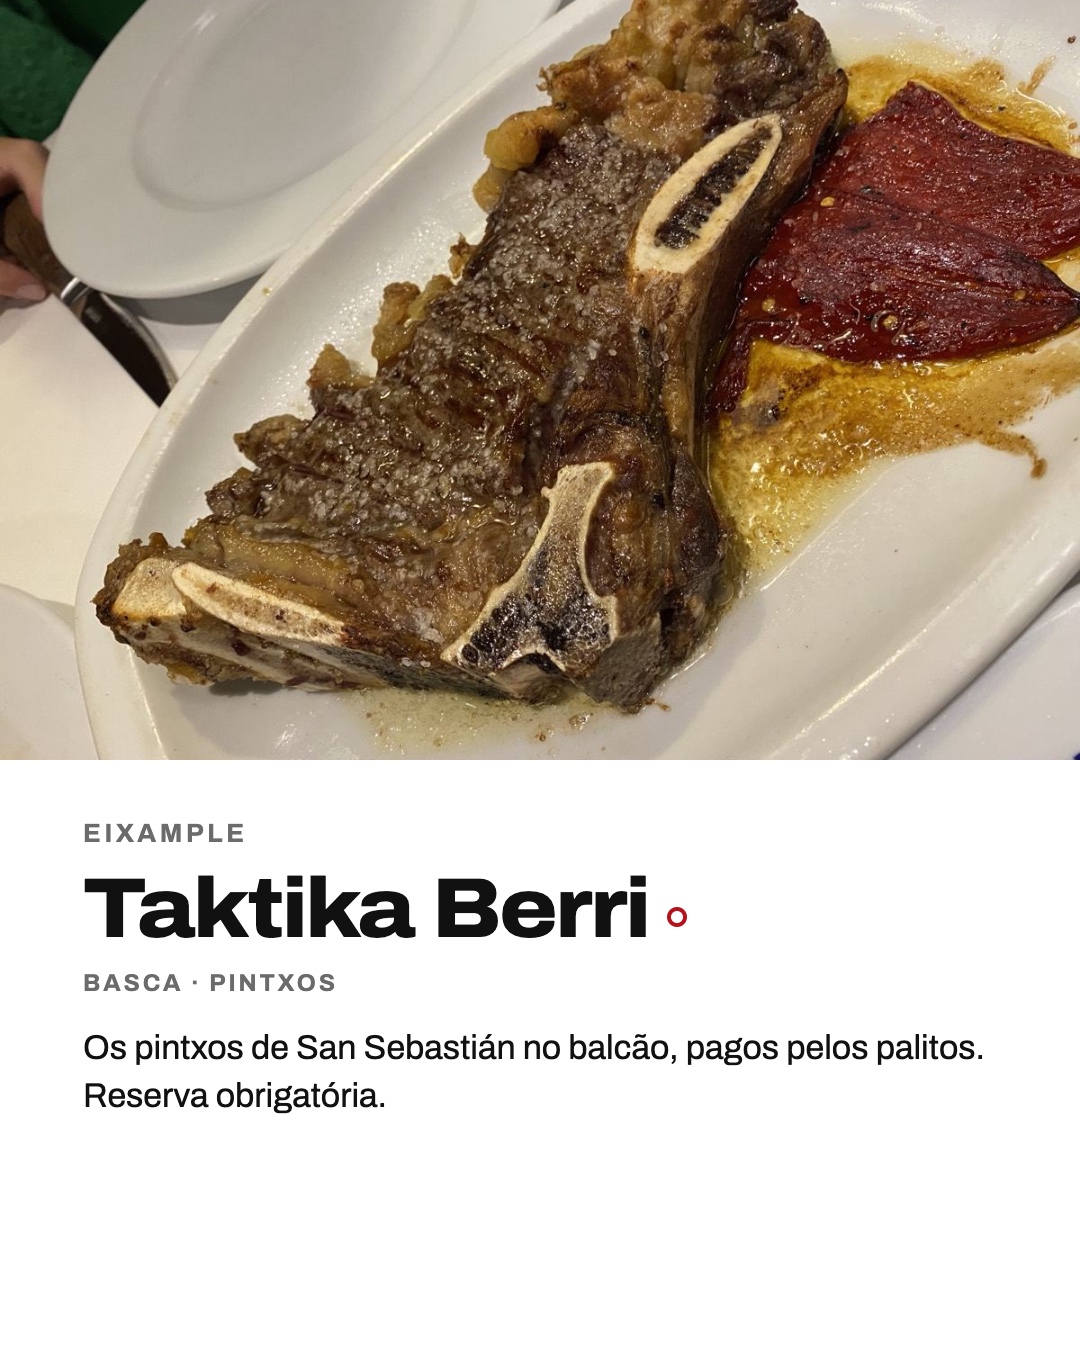 EIXAMPLE
Taktika Berri
BASCA · PINTXOS
Os pintxos de San Sebastián no balcão, pagos pelos palitos.
Reserva obrigatória.